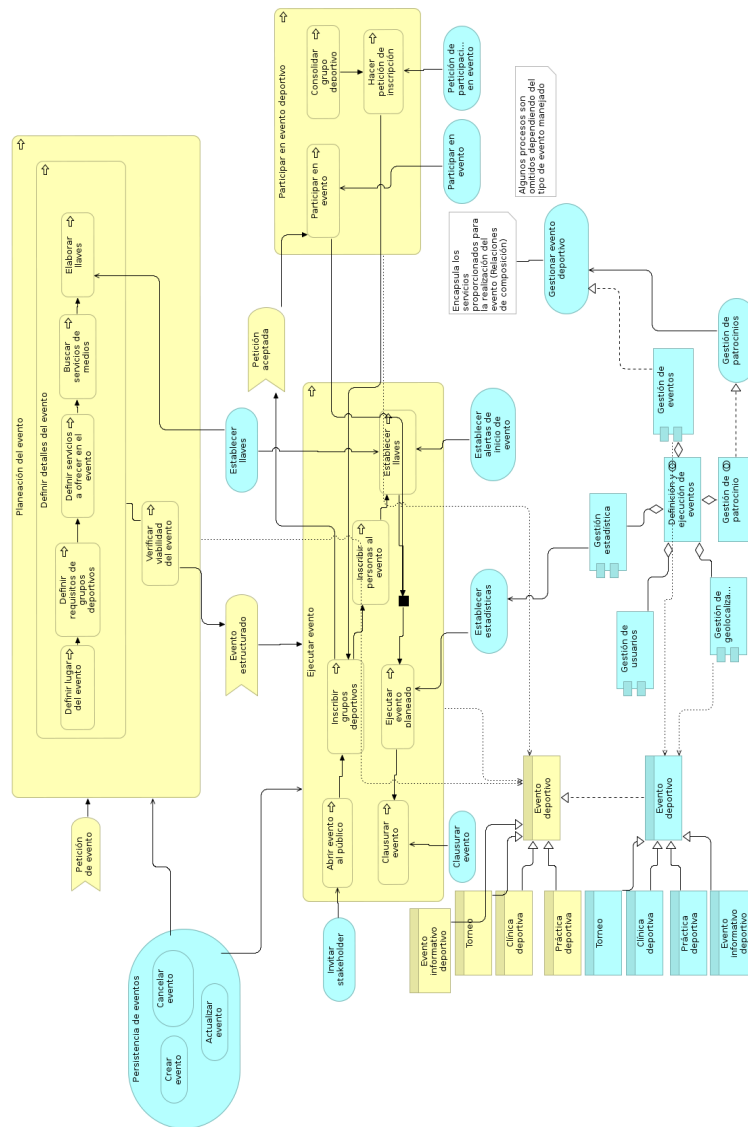 Planeación del evento
Definir detalles del evento
Definir lugar
del evento
Definir
requisitos de
grupos
deportivos
Definir servicios
a ofrecer en el
evento
Buscar
servicios de
medios
Elaborar
llaves
Verificar
viabilidad
del evento
Petición
de evento
Evento
estructurado
Establecer
llaves
Petición
aceptada
Participar en evento deportivo
Consolidar
grupo
deportivo
Hacer
petición de
inscripción
Participar en
evento
Petición de
participaci...
en evento
Participar en
evento
Algunos procesos son
omitidos dependiendo del
tipo de evento manejado
Encapsula los
servicios
proporcionados para
la realización del
evento (Relaciones
de composición)
Gestionar evento
deportivo
Persistencia de eventos
Crear
evento
Cancelar
evento
Actualizar
evento
Ejecutar evento
Abrir evento
al público
Inscribir
grupos
deportivos
Inscribir
personas al
evento
Establecer
llaves
Ejecutar
evento
planeado
Clausurar
evento
Invitar
stakeholder
Clausurar
evento
Establecer
estadísticas
Establecer
alertas de
inicio de
evento
Gestión
estadística
Gestión de
usuarios
Gestión de
geolocaliza...
Definición y
ejecución de
eventos
Gestión de
eventos
Gestión de
patrocinio
Gestión de
patrocinios
Evento
deportivo
Evento
deportivo
Evento
informativo
deportivo
Torneo
Clínica
deportiva
Práctica
deportiva
Torneo
Clínica
deportiva
Práctica
deportiva
Evento
informativo
deportivo